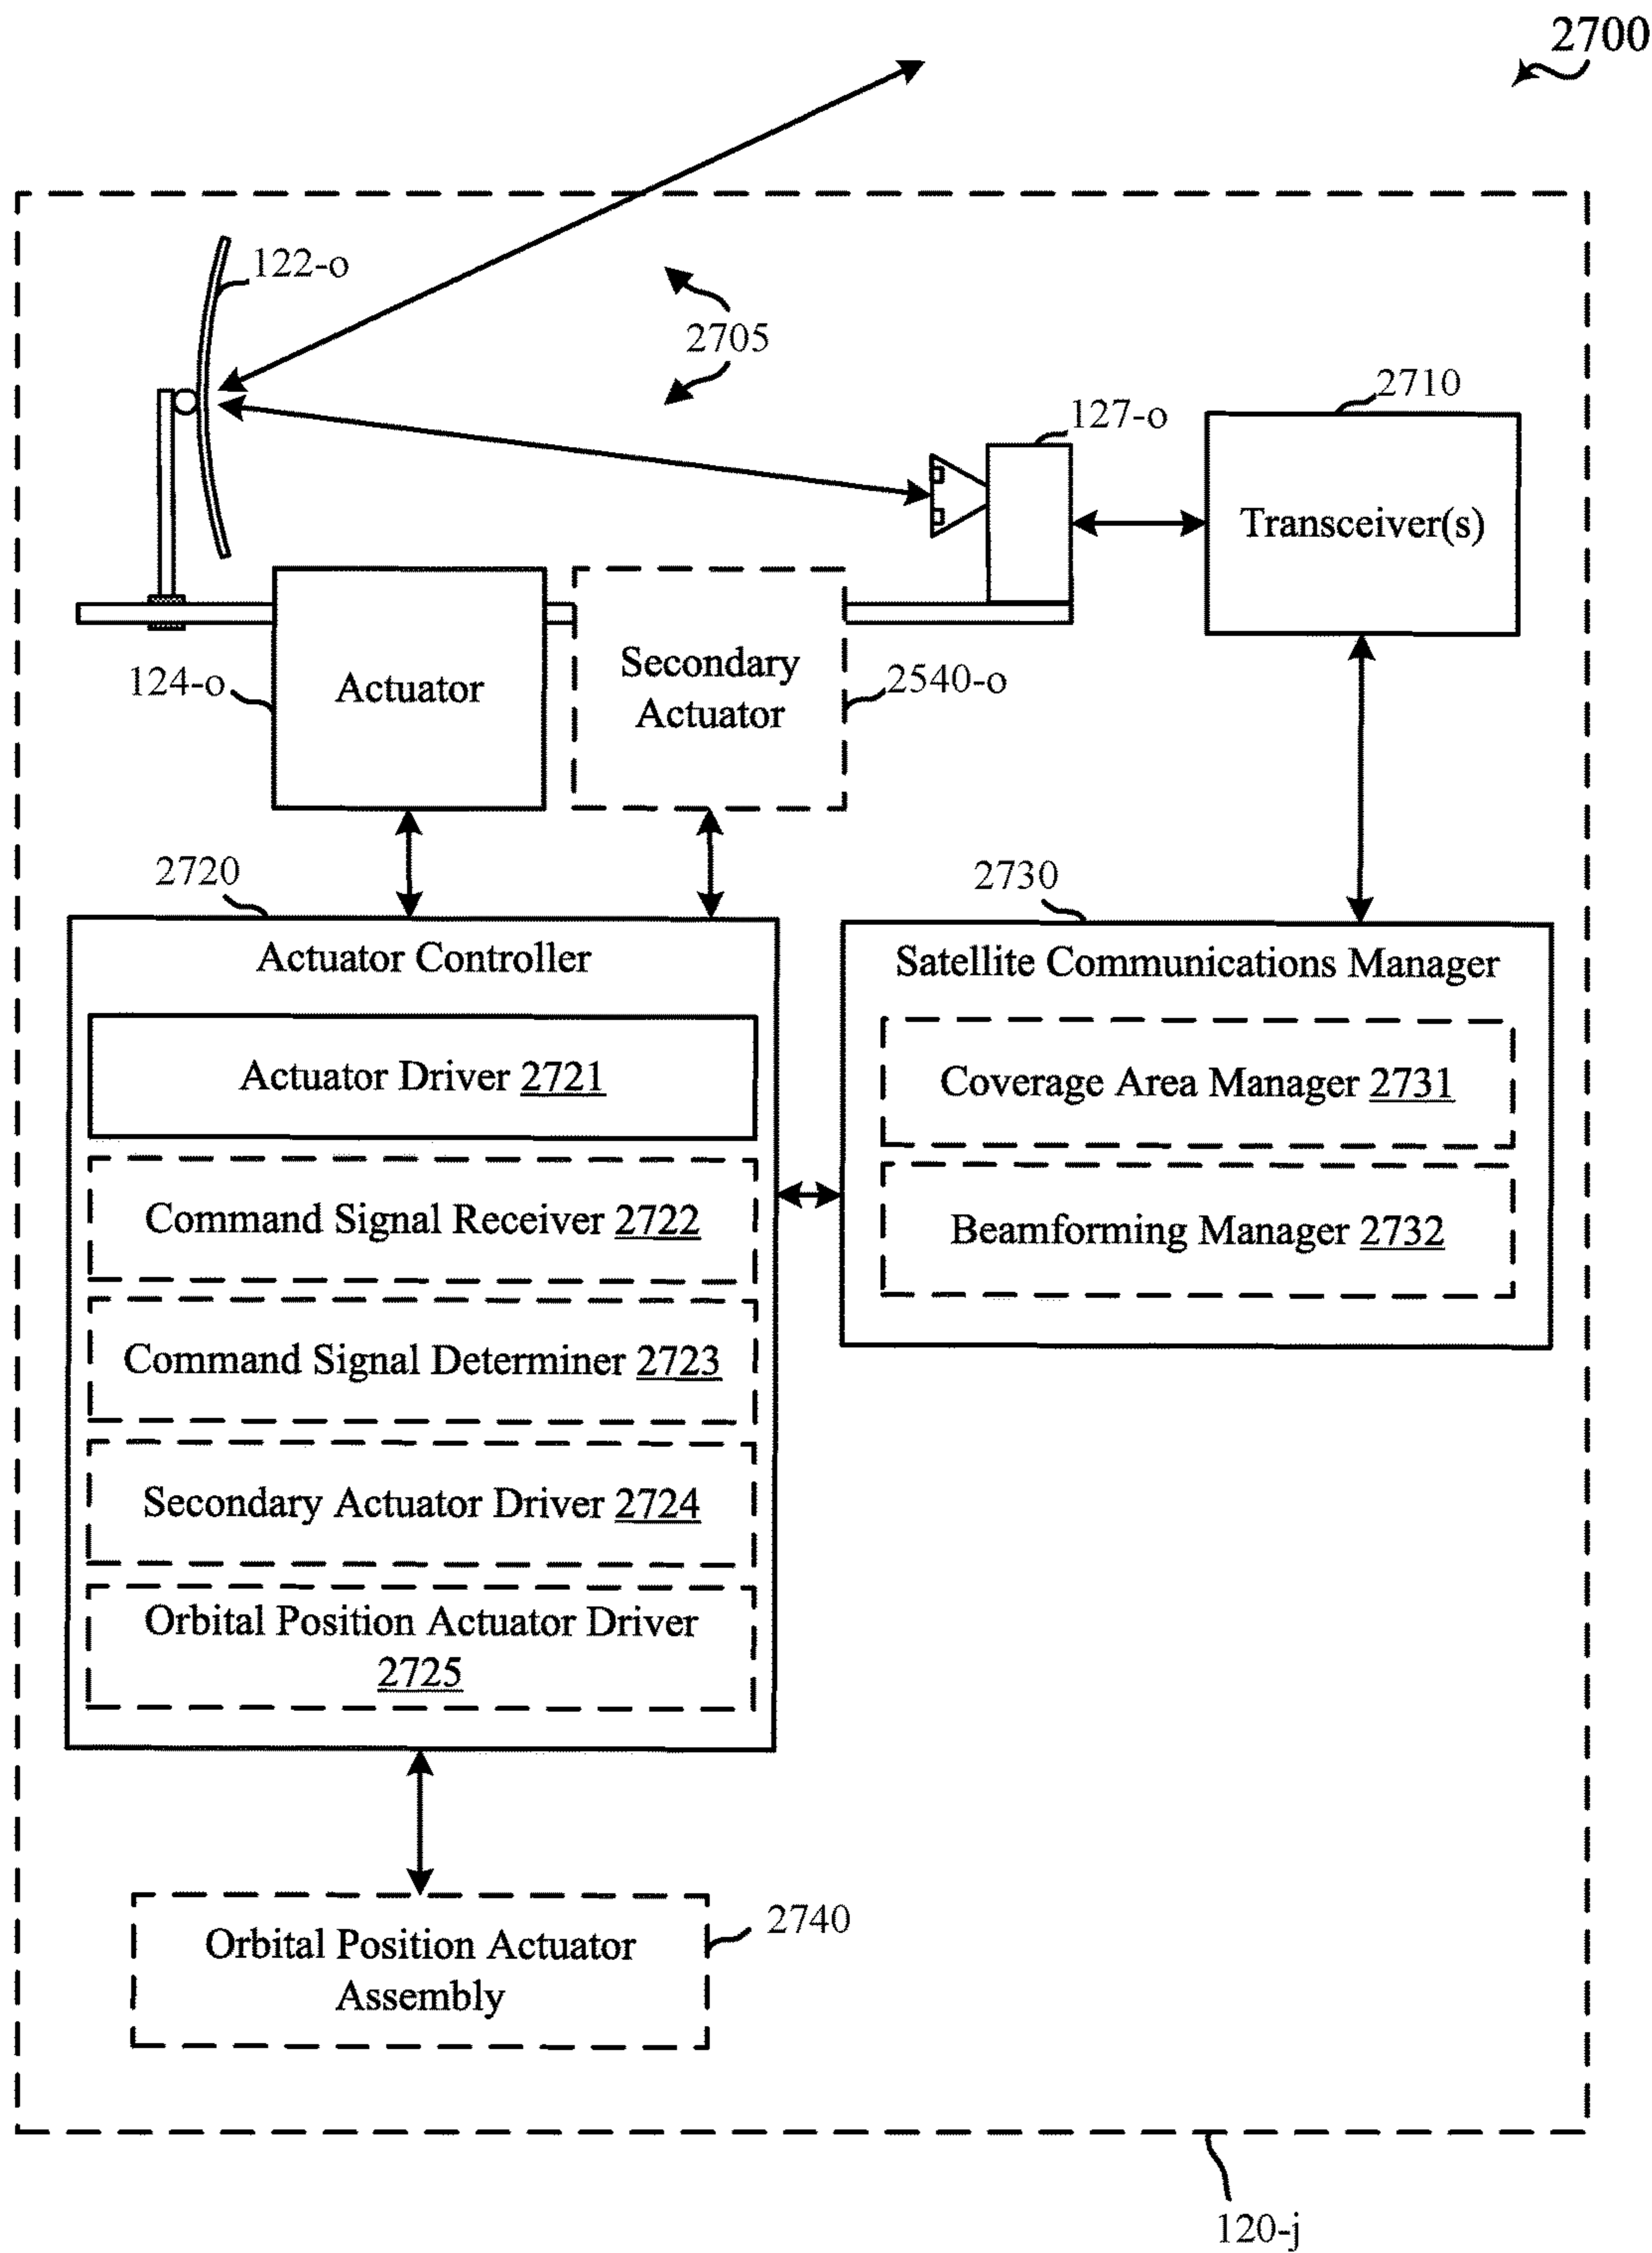 2700
122-o
2705
2710
127-o
Transceiver(s)
124-o
Actuator
Secondary
Actuator
2540-o
2720
2730
Actuator Controller
Satellite Communications Manager
Actuator Driver 2721
Coverage Area Manager 2731
Command Signal Receiver 2722
Beamforming Manager 2732
Command Signal Determiner 2723
Secondary Actuator Driver 2724
Orbital Position Actuator Driver
2725
2740
Orbital Position Actuator
Assembly
120-j